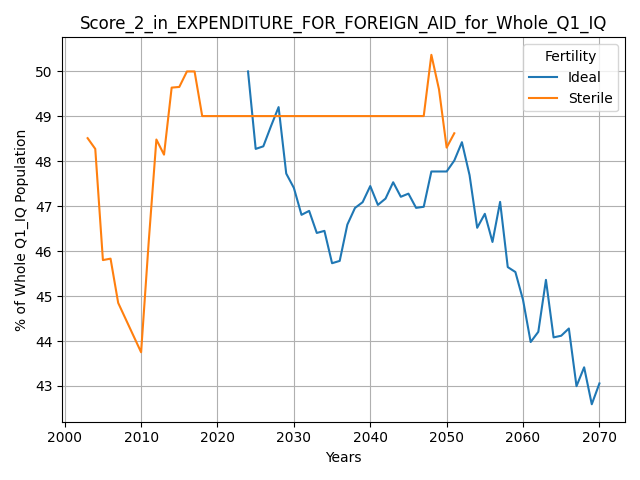 Score_2_in_EXPENDITURE_FOR_FOREIGN_AID_for_Whole_Q1_IQ
Fertility
Ideal
Sterile
% of Whole Q1_IQ Population
50
49
48
47
46
45
44
43
2000 2010 2020 2030 2040 2050 2060 2070
Years